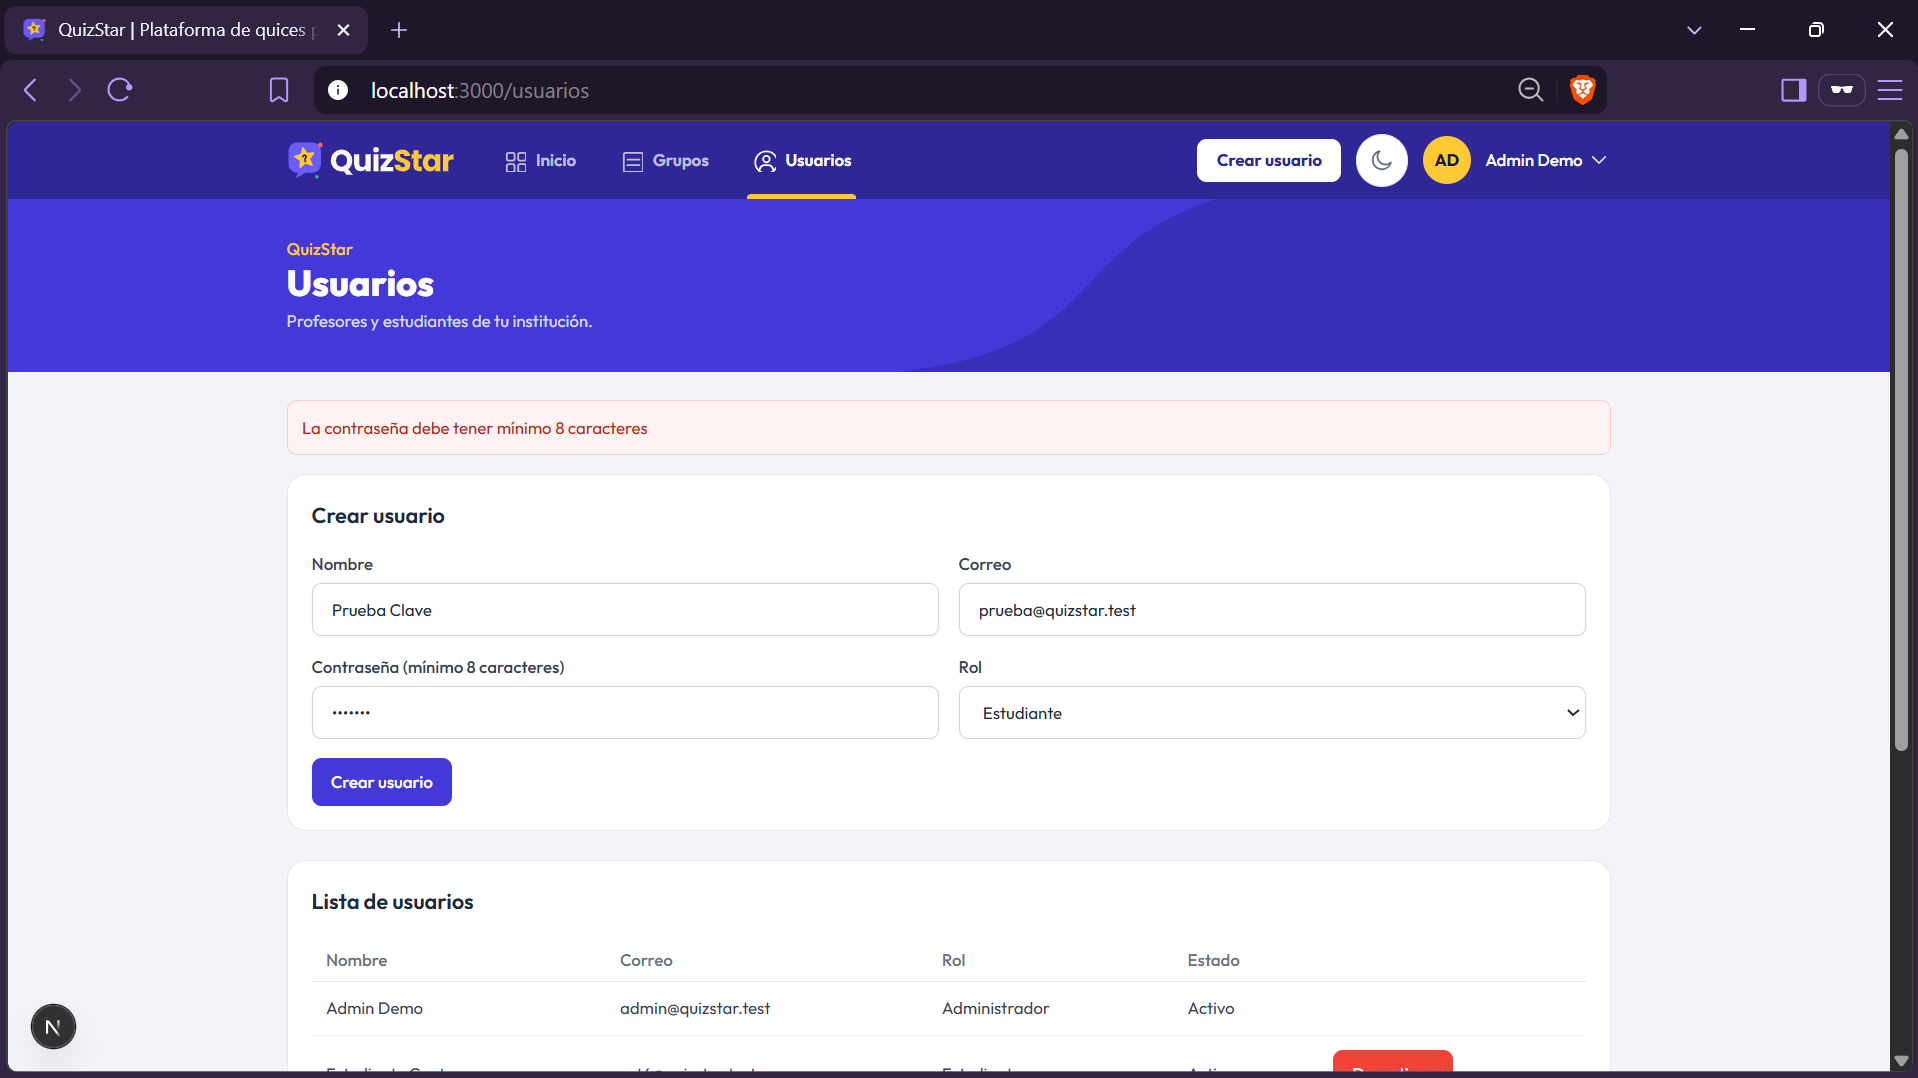 QuizStar | Plataforma de quices
localhost:3000/usuarios
QuizStar
Inicio
Grupos
Usuarios
Crear usuario
AD
Admin Demo
QuizStar
Usuarios
Profesores y estudiantes de tu institución.
La contraseña debe tener mínimo 8 caracteres
Crear usuario
Nombre
Correo
Prueba Clave
prueba@quizstar.test
Contraseña (mínimo 8 caracteres)
Rol
•••••••
Estudiante
Crear usuario
Lista de usuarios
Nombre Correo Rol Estado
Admin Demo admin@quizstar.test Administrador Activo
N